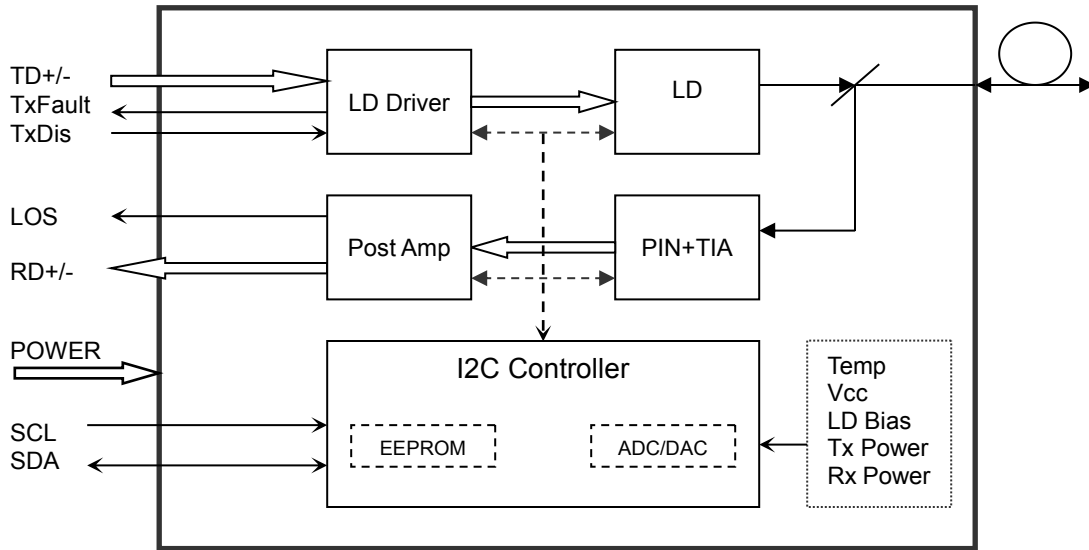 TD+/-
TxFault
TxDis
LD Driver
LD
LOS
RD+/-
Post Amp
PIN+TIA
POWER
SCL
SDA
I2C Controller
EEPROM
ADC/DAC
Temp
Vcc
LD Bias
Tx Power
Rx Power